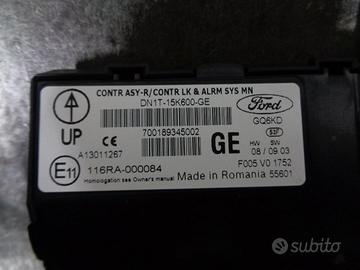 CONTR ASY-R/CONTR LK & ALRM SYS MN
DN1T-15K600-GE
Ford
UP
700189345002
GE
GQ6KD
HW SW
08 / 09.03
A13011267
CE
F005 V0 1752
E11
116RA-000084
Homologation see Owner's manual
Made in Romania
55601
subito